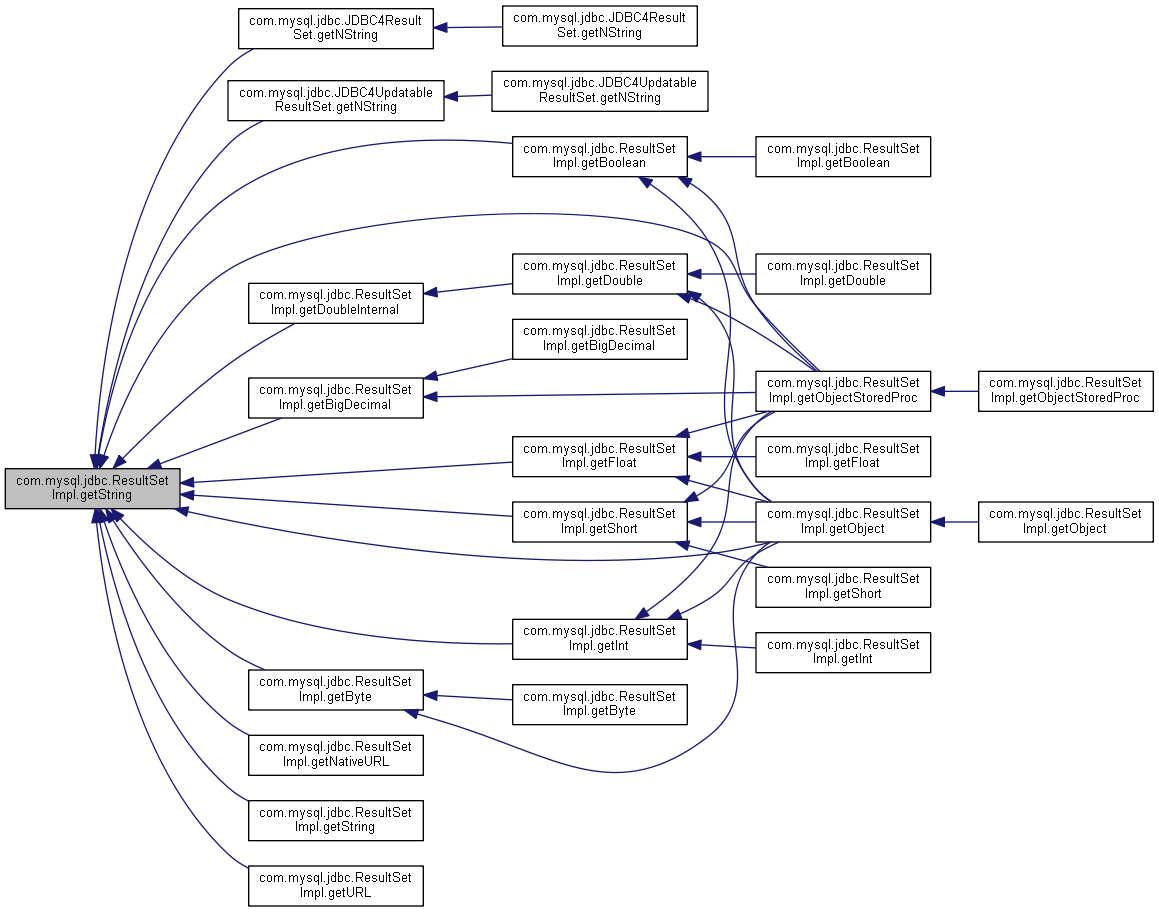 com.mysql.jdbc.JDBC4Result
Set.getNString
com.mysql.jdbc.JDBC4Result
Set.getNString
com.mysql.jdbc.JDBC4Updatable
ResultSet.getNString
com.mysql.jdbc.JDBC4Updatable
ResultSet.getNString
com.mysql.jdbc.ResultSet
Impl.getBoolean
com.mysql.jdbc.ResultSet
Impl.getBoolean
com.mysql.jdbc.ResultSet
Impl.getDouble
com.mysql.jdbc.ResultSet
Impl.getDouble
com.mysql.jdbc.ResultSet
Impl.getDoubleInternal
com.mysql.jdbc.ResultSet
Impl.getBigDecimal
com.mysql.jdbc.ResultSet
Impl.getBigDecimal
com.mysql.jdbc.ResultSet
Impl.getObjectStoredProc
com.mysql.jdbc.ResultSet
Impl.getObjectStoredProc
com.mysql.jdbc.ResultSet
Impl.getFloat
com.mysql.jdbc.ResultSet
Impl.getFloat
com.mysql.jdbc.ResultSet
Impl.getString
com.mysql.jdbc.ResultSet
Impl.getShort
com.mysql.jdbc.ResultSet
Impl.getObject
com.mysql.jdbc.ResultSet
Impl.getObject
com.mysql.jdbc.ResultSet
Impl.getShort
com.mysql.jdbc.ResultSet
Impl.getInt
com.mysql.jdbc.ResultSet
Impl.getInt
com.mysql.jdbc.ResultSet
Impl.getByte
com.mysql.jdbc.ResultSet
Impl.getByte
com.mysql.jdbc.ResultSet
Impl.getNativeURL
com.mysql.jdbc.ResultSet
Impl.getString
com.mysql.jdbc.ResultSet
Impl.getURL